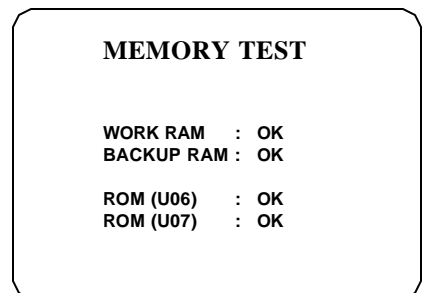 MEMORY TEST
WORK RAM : OK
BACKUP RAM : OK
ROM (U06) : OK
ROM (U07) : OK